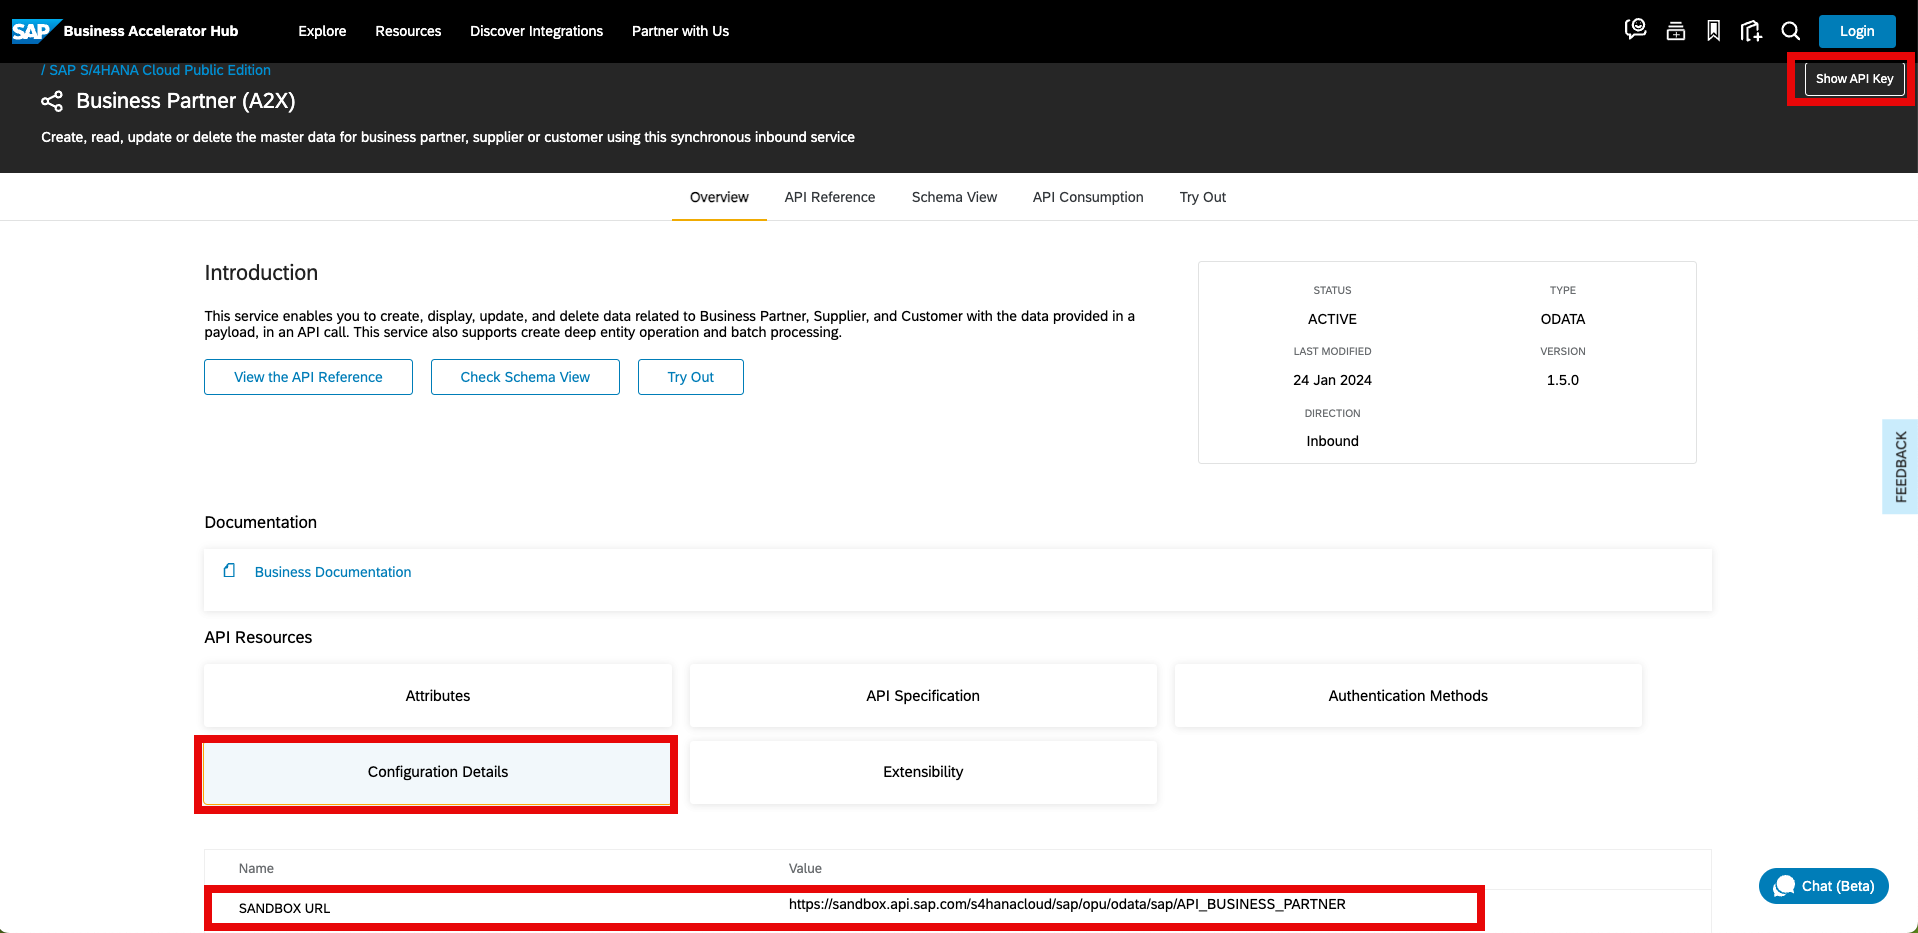 SAP Business Accelerator Hub Explore Resources Discover Integrations Partner with Us Login
/ SAP S/4HANA Cloud Public Edition
Show API Key
Business Partner (A2X)
Create, read, update or delete the master data for business partner, supplier or customer using this synchronous inbound service
Overview API Reference Schema View API Consumption Try Out
Introduction
This service enables you to create, display, update, and delete data related to Business Partner, Supplier, and Customer with the data provided in a
payload, in an API call. This service also supports create deep entity operation and batch processing.
View the API Reference Check Schema View Try Out
STATUS TYPE
ACTIVE ODATA
LAST MODIFIED VERSION
24 Jan 2024 1.5.0
DIRECTION
Inbound
FEEDBACK
Documentation
Business Documentation
API Resources
Attributes API Specification Authentication Methods
Configuration Details Extensibility
Name Value
SANDBOX URL https://sandbox.api.sap.com/s4hanacloud/sap/opu/odata/sap/API_BUSINESS_PARTNER
Chat (Beta)